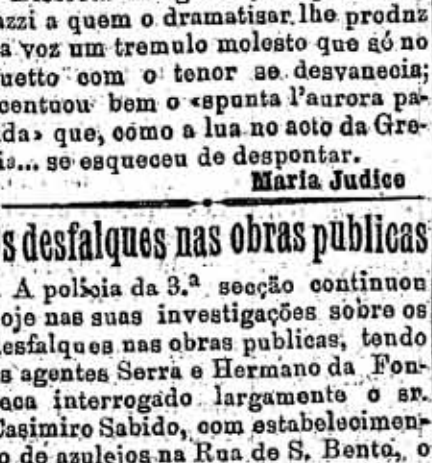 azzi a quem o dramatisar lhe produz
a voz um tremulo molesto que só no
uetto com o tenor se desvanecia;
centuou bem o «spunta l'aurora pa-
da» que, como a lua no acto da Gre-
ia... se esqueceu de despontar.
Maria Judice
s desfalques nas obras publicas
A policia da 3.ª secção continuou
oje nas suas investigações sobre os
esfalques nas obras publicas, tendo
s agentes Serra e Hermano da Fon-
eca interrogado largamente o sr.
Casimiro Sabido, com estabelecimen-
o de azulejos na Rua de S. Bento, o